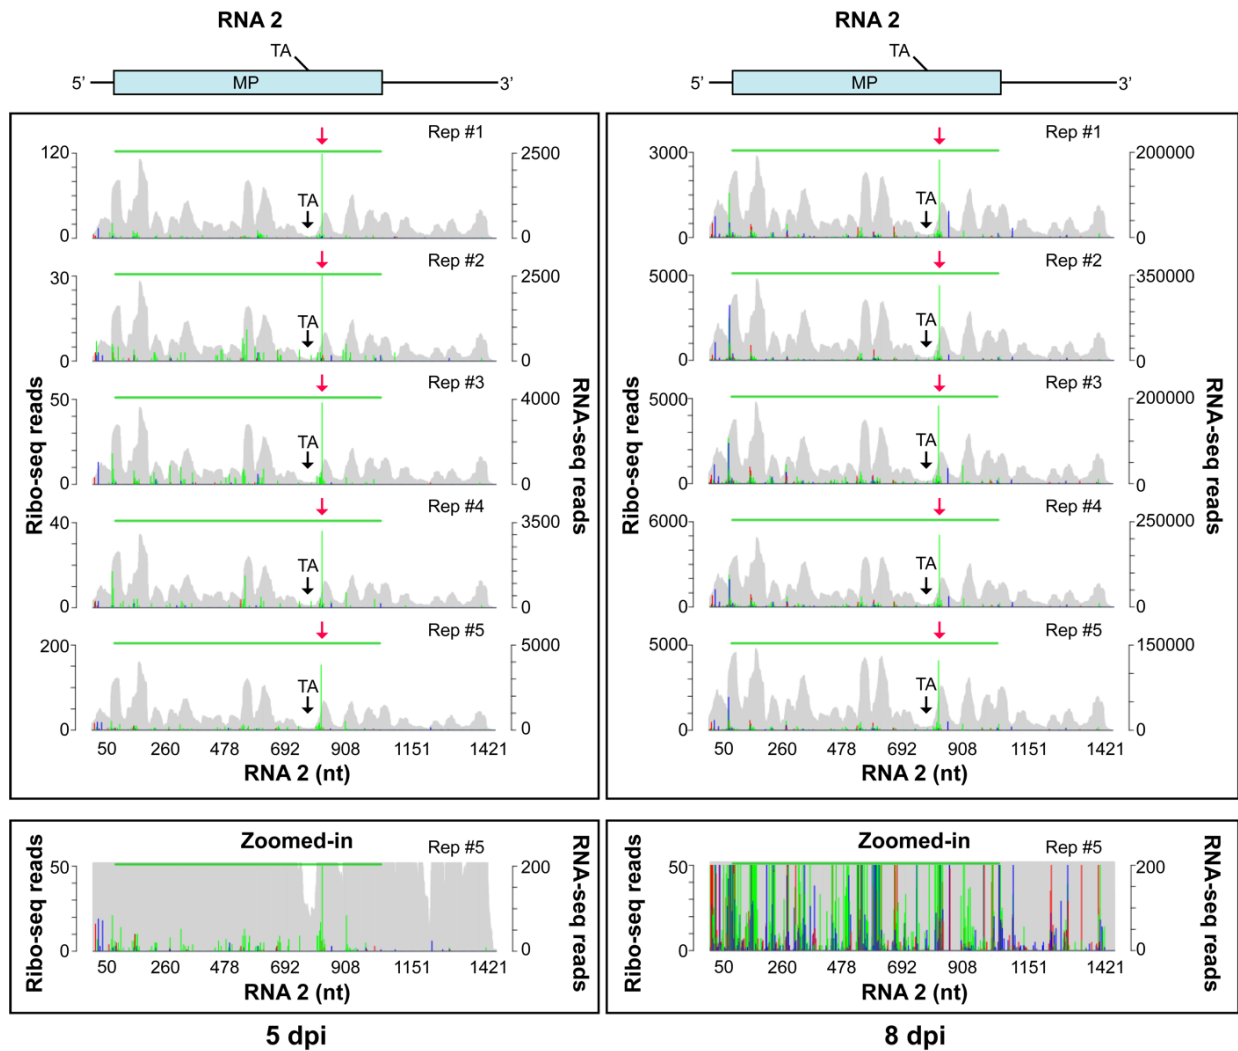 RNA 2
TA
5’
MP
3’
RNA 2
TA
5’
MP
3’
Ribo-seq reads
RNA-seq reads
Rep #1
120
80
40
0
2500
0
TA
Rep #2
30
0
2500
0
TA
Rep #3
50
0
4000
0
TA
Rep #4
40
0
3500
0
TA
Rep #5
200
0
5000
0
TA
50 260 478 692 908 1151 1421
RNA 2 (nt)
Ribo-seq reads
RNA-seq reads
Rep #1
3000
2000
1000
0
200000
0
TA
Rep #2
5000
0
350000
0
TA
Rep #3
5000
0
200000
0
TA
Rep #4
6000
4000
2000
0
250000
0
TA
Rep #5
5000
0
150000
0
TA
50 260 478 692 908 1151 1421
RNA 2 (nt)
Zoomed-in
Rep #5
Ribo-seq reads
RNA-seq reads
50
0
200
100
0
50 260 478 692 908 1151 1421
RNA 2 (nt)
5 dpi
Zoomed-in
Rep #5
Ribo-seq reads
RNA-seq reads
50
0
200
100
0
50 260 478 692 908 1151 1421
RNA 2 (nt)
8 dpi